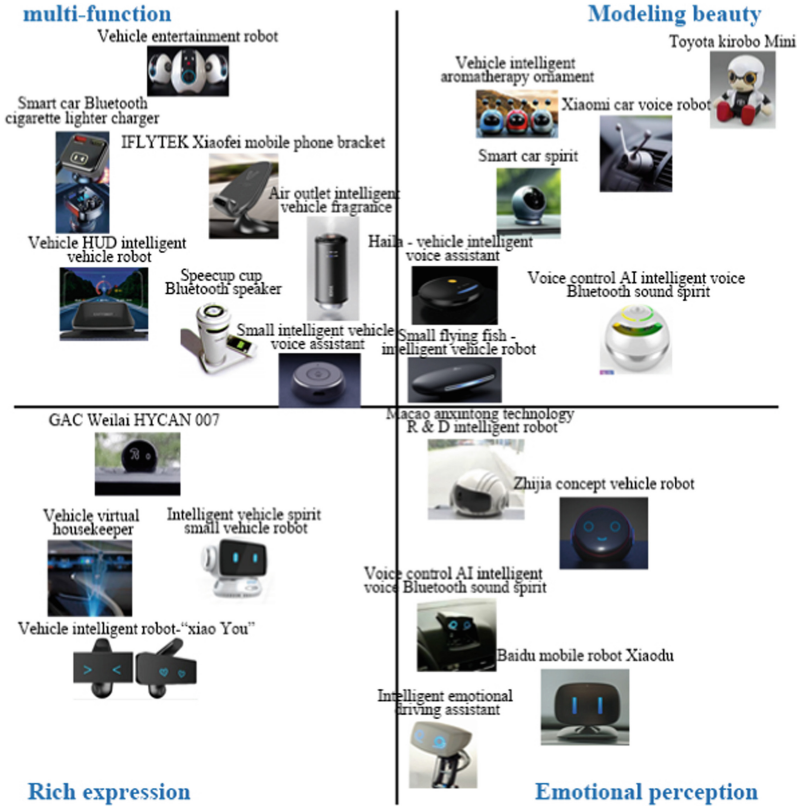 multi-function
Modeling beauty
Vehicle entertainment robot
Toyota kirobo Mini
Vehicle intelligent
aromatherapy ornament
Smart car Bluetooth
cigarette lighter charger
Xiaomi car voice robot
IFLYTEK Xiaofei mobile phone bracket
Smart car spirit
Air outlet intelligent
vehicle fragrance
Vehicle HUD intelligent
vehicle robot
Haila - vehicle intelligent
voice assistant
Speecup cup
Bluetooth speaker
Voice control AI intelligent voice
Bluetooth sound spirit
Small intelligent vehicle
voice assistant
Small flying fish -
intelligent vehicle robot
GAC Weilai HYCAN 007
Macao anxintong technology
R & D intelligent robot
Zhijia concept vehicle robot
Vehicle virtual
housekeeper
Intelligent vehicle spirit
small vehicle robot
Voice control AI intelligent
voice Bluetooth sound spirit
Vehicle intelligent robot-“xiao You”
Baidu mobile robot Xiaodu
Intelligent emotional
driving assistant
Rich expression
Emotional perception